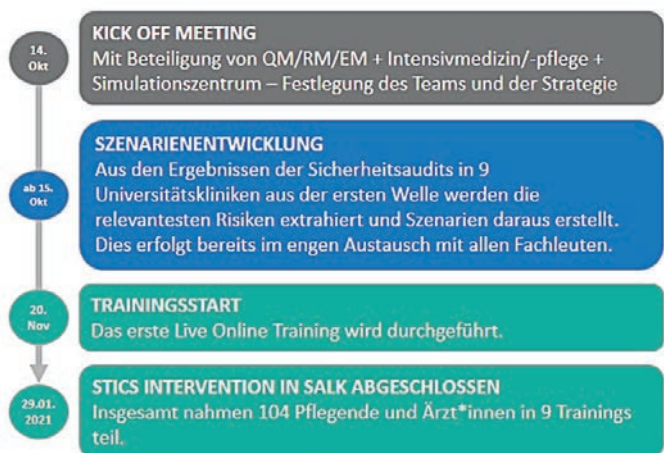 14.
Okt
KICK OFF MEETING
Mit Beteiligung von QM/RM/EM + Intensivmedizin/-pflege +
Simulationszentrum – Festlegung des Teams und der Strategie
ab 15.
Okt
SZENARIENENTWICKLUNG
Aus den Ergebnissen der Sicherheitsaudits in 9
Universitätskliniken aus der ersten Welle werden die
relevantesten Risiken extrahiert und Szenarien daraus erstellt.
Dies erfolgt bereits im engen Austausch mit allen Fachleuten.
20.
Nov
TRAININGSSTART
Das erste Live Online Training wird durchgeführt.
29.01.
2021
STICS INTERVENTION IN SALK ABGESCHLOSSEN
Insgesamt nahmen 104 Pflegende und Ärzt*innen in 9 Trainings
teil.